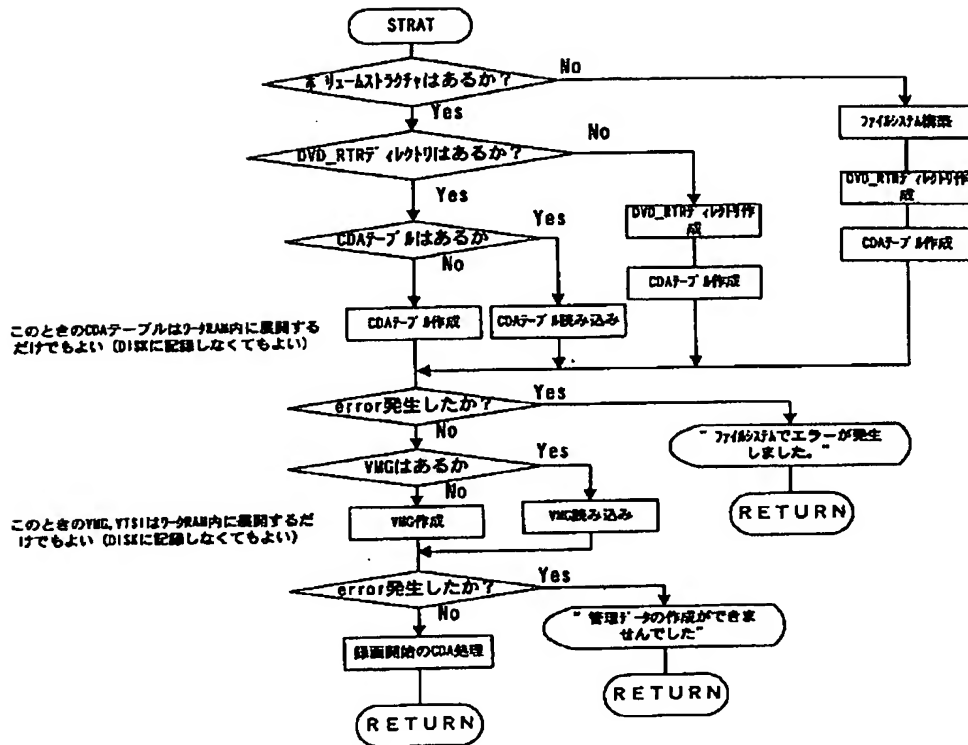 STRAT
ボリュームストラクチャはあるか？
No
Yes
ファイルシステム構築
DVD_RTRディレクトリはあるか？
No
Yes
DVD_RTRディレクトリ作
成
DVD_RTRディレクトリ作
成
CDAテーブルはあるか
Yes
No
CDAテーブル作成
CDAテーブル作成
CDAテーブル作成
CDAテーブル読み込み
このときのCDAテーブルはワークRAM内に展開する
だけでもよい（DISKに記録しなくてもよい）
error発生したか？
Yes
No
" ファイルシステムでエラーが発生
しました。"
VMGはあるか
Yes
No
RETURN
このときのVMG,VTSIはワークRAM内に展開するだ
けでもよい（DISKに記録しなくてもよい）
VMG作成
VMG読み込み
error発生したか？
Yes
No
" 管理データの作成ができま
せんでした"
録画開始のCDA処理
RETURN
RETURN